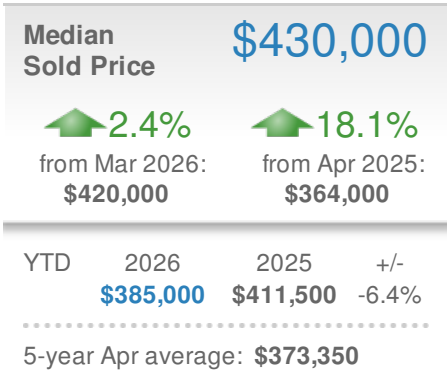 Median
Sold Price
$430,000
2.4%
from Mar 2026:
$420,000
18.1%
from Apr 2025:
$364,000
YTD 2026 2025 +/-
$385,000 $411,500 -6.4%
5-year Apr average: $373,350